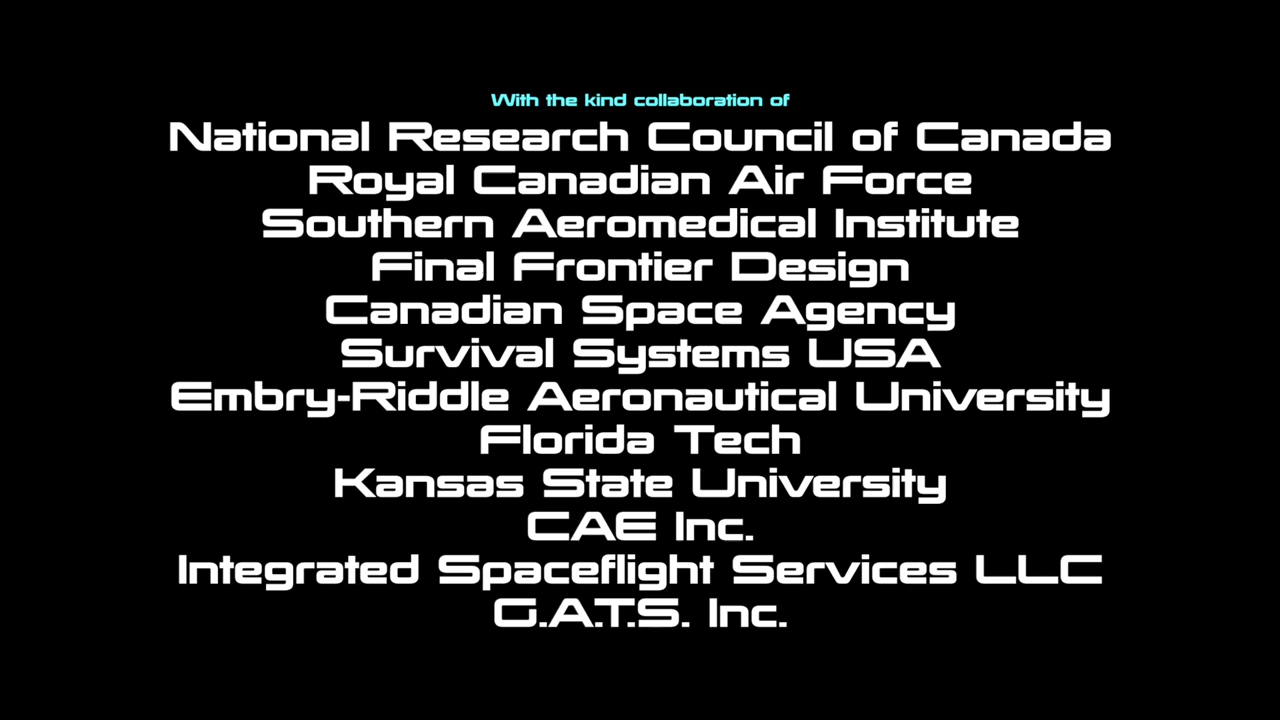 With the kind collaboration of
National Research Council of Canada
Royal Canadian Air Force
Southern Aeromedical Institute
Final Frontier Design
Canadian Space Agency
Survival Systems USA
Embry-Riddle Aeronautical University
Florida Tech
Kansas State University
CAE Inc.
Integrated Spaceflight Services LLC
G.A.T.S. Inc.